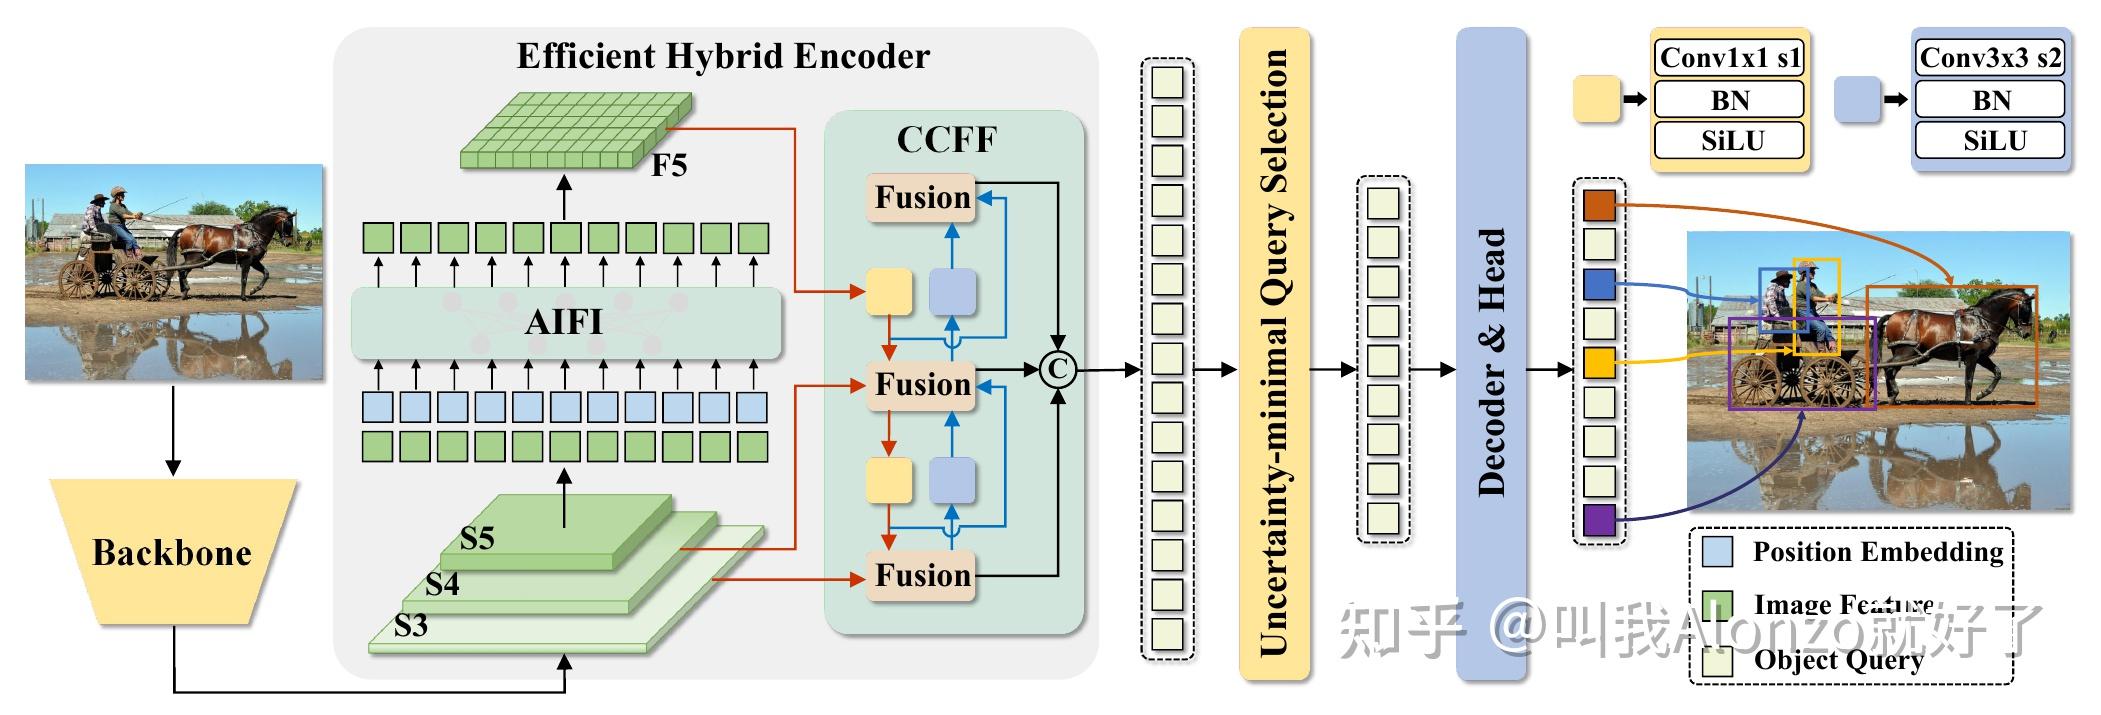 Efficient Hybrid Encoder
F5
AIFI
S5
S4
S3
Backbone
CCFF
Fusion
Fusion
Fusion
C
Uncertainty-minimal Query Selection
Decoder & Head
Conv1x1 s1
BN
SiLU
Conv3x3 s2
BN
SiLU
Position Embedding
Image Feature
Object Query
知乎 @叫我Alonzo就好了